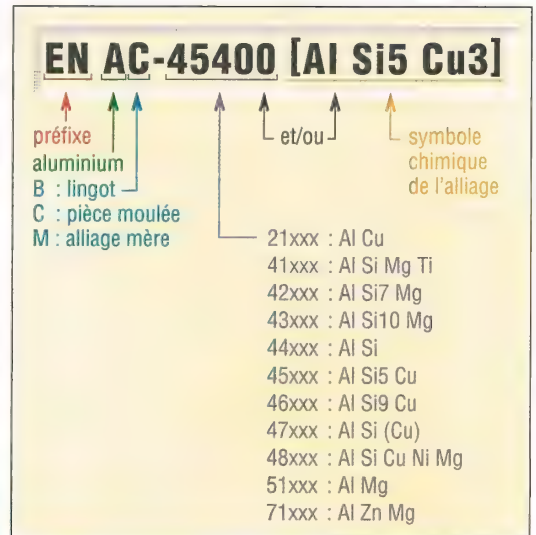 EN AC-45400 [Al Si5 Cu3]
préfixe
et/ou
symbole
chimique
de l'alliage
aluminium
B : lingot
C : pièce moulée
M : alliage mère
21xxx : Al Cu
41xxx : Al Si Mg Ti
42xxx : Al Si7 Mg
43xxx : Al Si10 Mg
44xxx : Al Si
45xxx : Al Si5 Cu
46xxx : Al Si9 Cu
47xxx : Al Si (Cu)
48xxx : Al Si Cu Ni Mg
51xxx : Al Mg
71xxx : Al Zn Mg